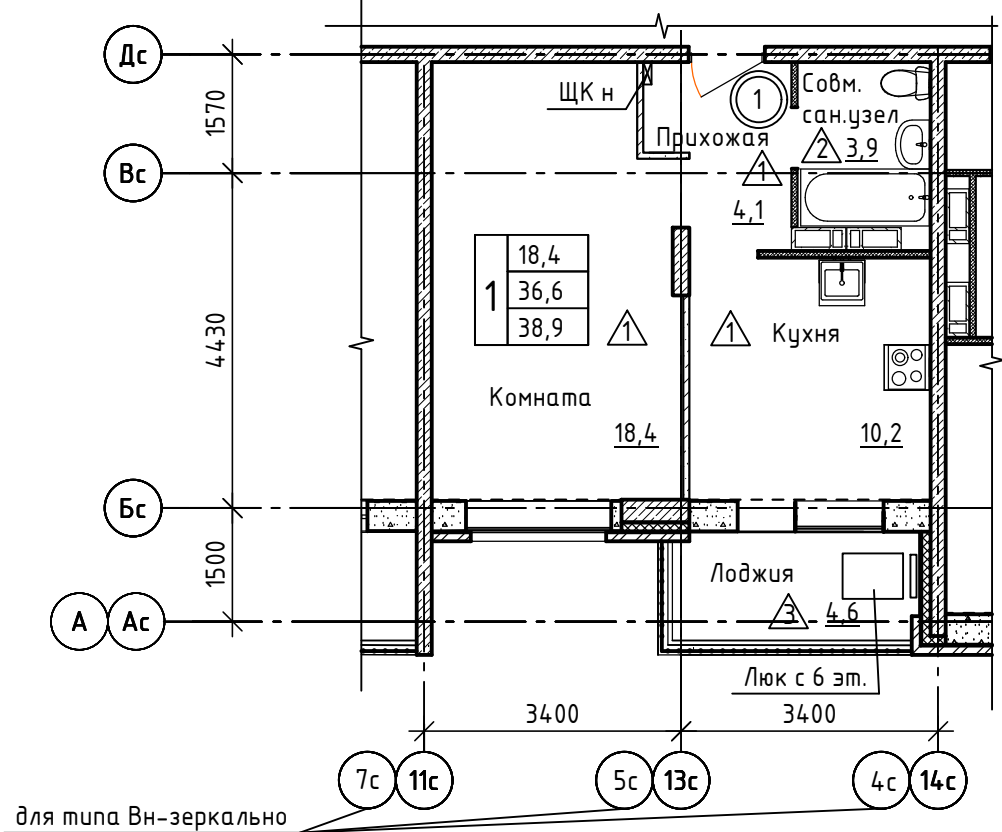 Дс
1570
ЩК н
1
Совм.
сан.узел
Прихожая
2
3,9
1
Вс
4,1
1
18,4
36,6
38,9
4430
1
1
Кухня
Комната
18,4
10,2
Бс
1500
Лоджия
3
4,6
А
Ас
Люк с 6 эт.
3400
3400
7с
11с
5с
13с
4с
14с
для типа Вн-зеркально